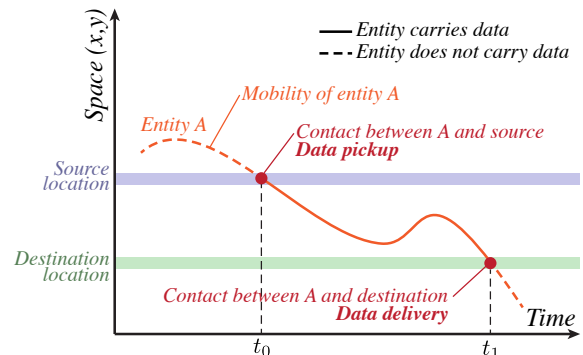 Space (x,y)
Entity carries data
Entity does not carry data
Mobility of entity A
Entity A
Contact between A and source
Data pickup
Source
location
Destination
location
Contact between A and destination
Data delivery
Time
t0
t1